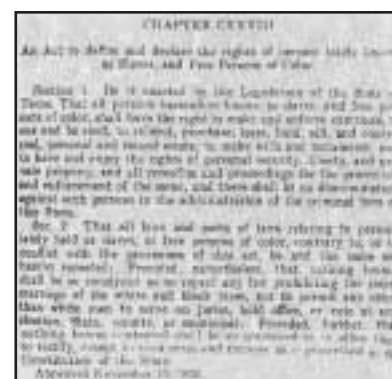 CHAPTER CXXVIII
An Act to define and declare the rights of persons lately known
as Slaves, and Free Persons of Color.
Section 1. Be it enacted by the Legislature of the State of
Texas, That all persons heretofore known as slaves, and free per-
sons of color, shall have the right to make and enforce contracts, to
sue and be sued, to inherit, purchase, lease, hold, sell, and convey
real, personal and mixed estate; to make wills and testaments, and
to have and enjoy the rights of personal security, liberty, and pri-
vate property, and all remedies and proceedings for the protection
and enforcement of the same; and there shall be no discrimination
against such persons in the administration of the criminal laws of
this State.
Sec. 2. That all laws and parts of laws relating to persons
lately held as slaves, or free persons of color, contrary to, or in
conflict with the provisions of this act, be and the same are
hereby repealed; Provided, nevertheless, that nothing herein
shall be so construed as to repeal any law prohibiting the inter-
marriage of the white and black races, nor to permit any other
than white men to serve on juries, hold office, or vote at any
election, State, county, or municipal; Provided, further, that
nothing herein contained shall be so construed as to allow them
to testify, except in such cases and manner as is prescribed in the
Constitution of the State.
Approved November 10, 1866.